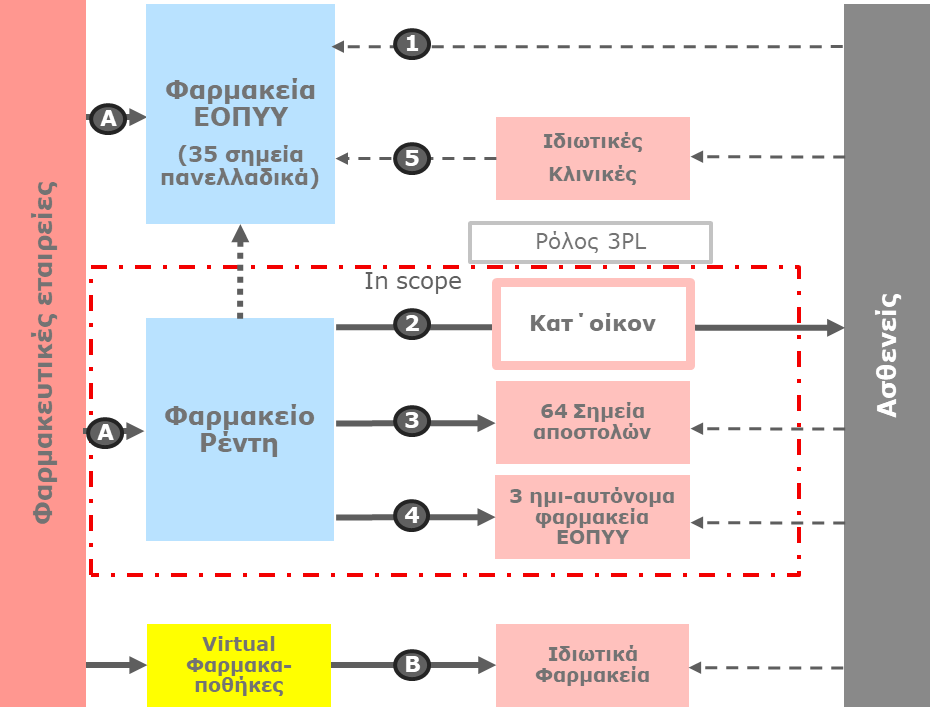 Φαρμακευτικές εταιρείες
1
Φαρμακεία
ΕΟΠΥΥ
(35 σημεία
πανελλαδικά)
A
5
Ιδιωτικές
Κλινικές
Ρόλος 3PL
In scope
2
Κατ΄οίκον
Ασθενείς
Φαρμακείο
Ρέντη
A
3
64 Σημεία
αποστολών
4
3 ημι-αυτόνομα
φαρμακεία
ΕΟΠΥΥ
Virtual
Φαρμακα-
ποθήκες
B
Ιδιωτικά
Φαρμακεία